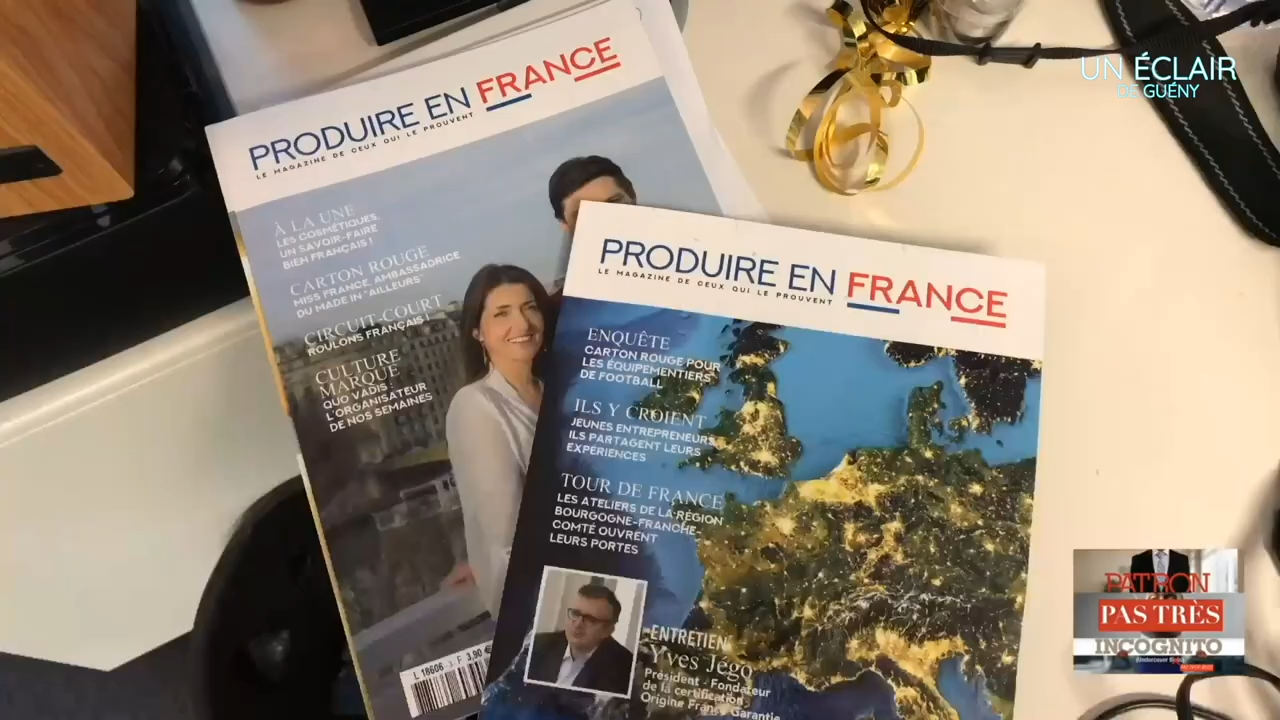 UN ÉCLAIR
DE GUÉNY
PRODUIRE EN FRANCE
LE MAGAZINE DE CEUX QUI LE PROUVENT
À LA UNE
LES COSMÉTIQUES,
UN SAVOIR-FAIRE
BIEN FRANÇAIS !
CARTON ROUGE
MISS FRANCE, AMBASSADRICE
DU MADE IN "AILLEURS"
CIRCUIT-COURT
ROULONS FRANÇAIS !
CULTURE
MARQUE
QUO VADIS :
L'ORGANISATEUR
DE NOS SEMAINES
L 18606
3
F
3,90 €
PRODUIRE EN FRANCE
LE MAGAZINE DE CEUX QUI LE PROUVENT
ENQUÊTE
CARTON ROUGE POUR
LES ÉQUIPEMENTIERS
DE FOOTBALL
ILS Y CROIENT
JEUNES ENTREPRENEURS
ILS PARTAGENT LEURS
EXPÉRIENCES
TOUR DE FRANCE
LES ATELIERS DE LA RÉGION
BOURGOGNE-FRANCHE-
COMTÉ OUVRENT
LEURS PORTES
ENTRETIEN
Yves Jégo
Président - Fondateur
de la certification
Origine France Garantie
PATRON
PAS TRÈS
INCOGNITO